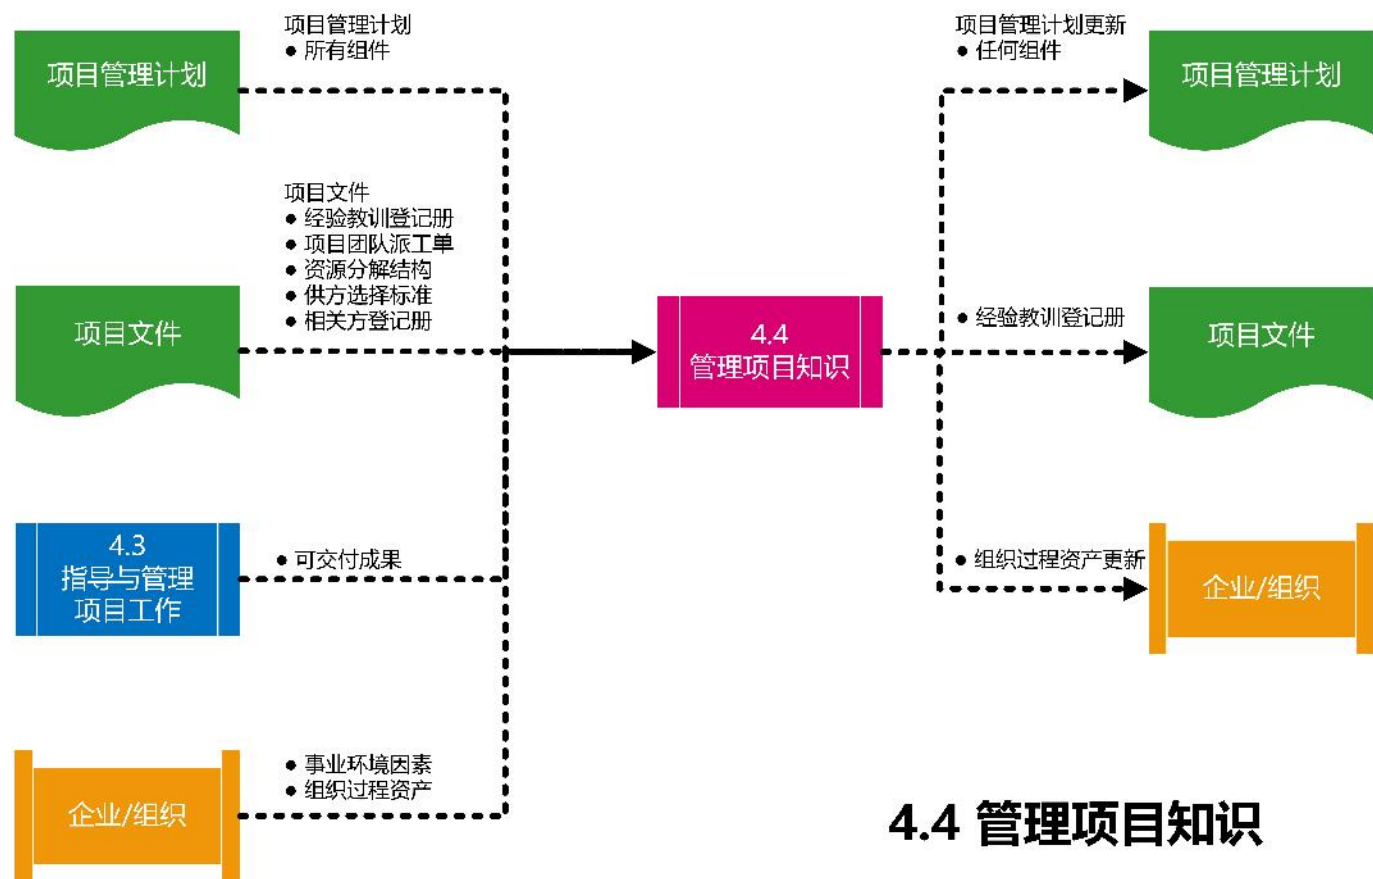 项目管理计划
项目管理计划
● 所有组件
项目管理计划更新
● 任何组件
项目管理计划
项目文件
项目文件
● 经验教训登记册
● 项目团队派工单
● 资源分解结构
● 供方选择标准
● 相关方登记册
4.4
管理项目知识
● 经验教训登记册
项目文件
4.3
指导与管理
项目工作
● 可交付成果
● 组织过程资产更新
企业/组织
企业/组织
● 事业环境因素
● 组织过程资产
4.4 管理项目知识